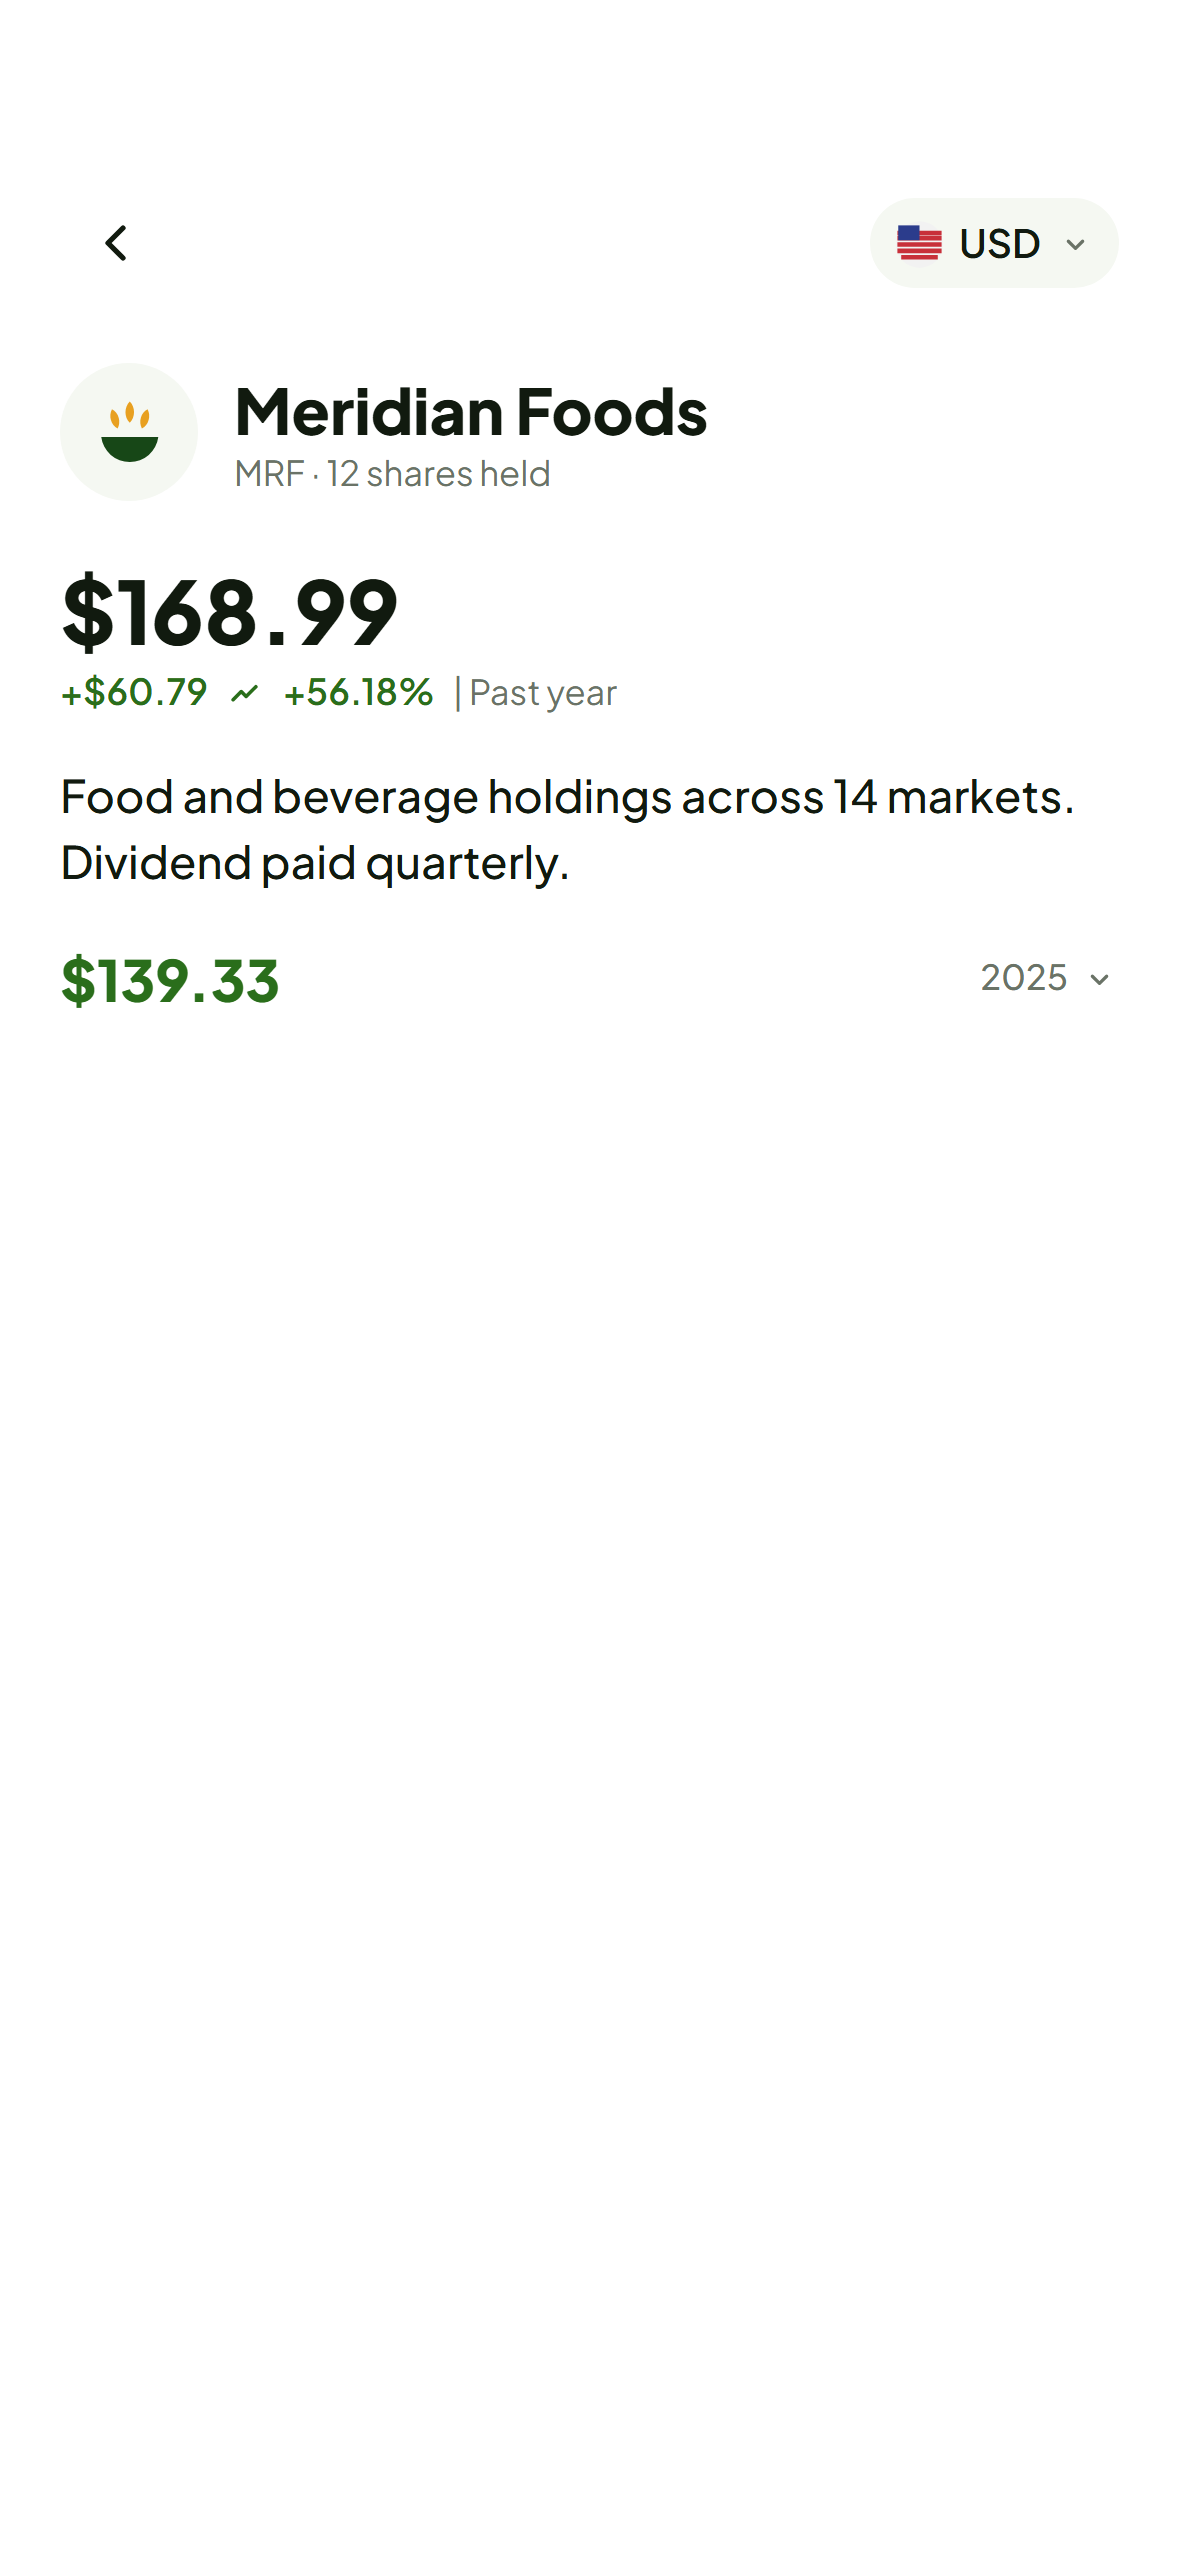 USD
Meridian Foods
MRF · 12 shares held
$168.99
+$60.79 +56.18% | Past year
Food and beverage holdings across 14 markets.
Dividend paid quarterly.
$139.33 2025